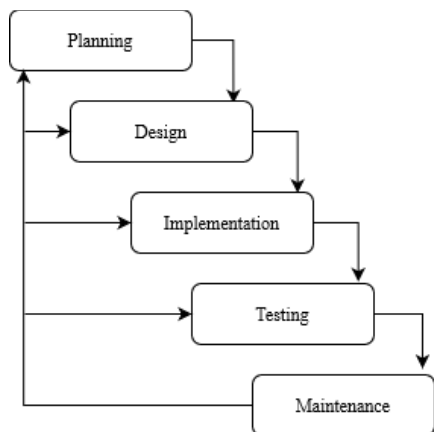 Planning
Design
Implementation
Testing
Maintenance